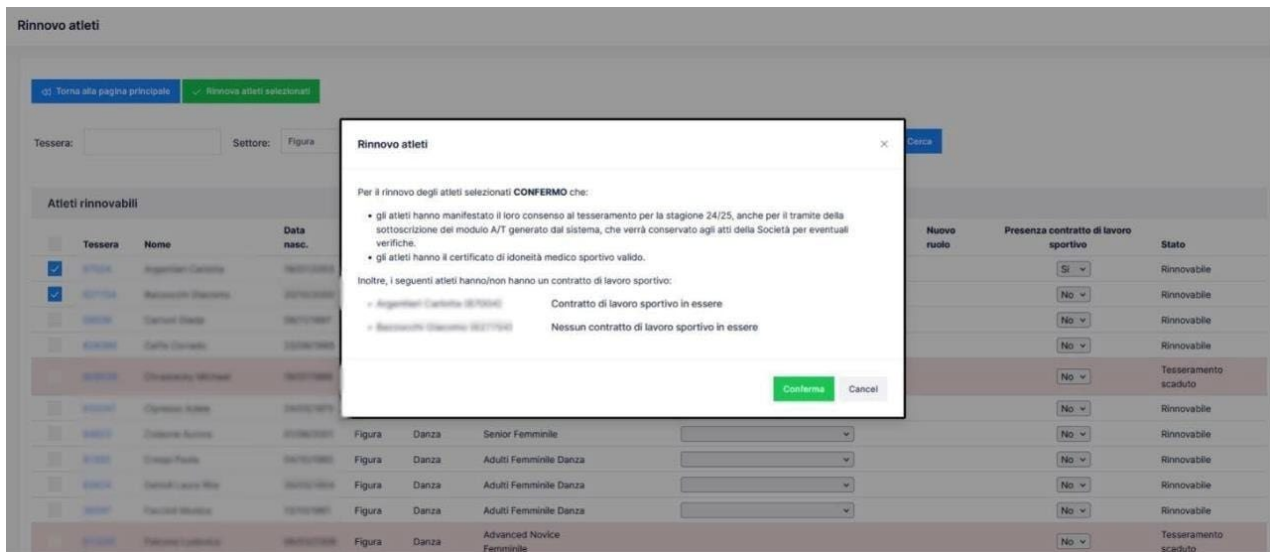 Rinnovo atleti
Torna alla pagina principale
Rinnova atleti selezionati
Tessera:
Settore: Figura
Cerca
Atleti rinnovabili
Tessera Nome Data nasc. Nuovo ruolo Presenza contratto di lavoro sportivo Stato
Rinnovo atleti
Per il rinnovo degli atleti selezionati CONFERMO che:
• gli atleti hanno manifestato il loro consenso al tesseramento per la stagione 24/25, anche per il tramite della
sottoscrizione del modulo A/T generato dal sistema, che verrà conservato agli atti della Società per eventuali
verifiche.
• gli atleti hanno il certificato di idoneità medico sportivo valido.
Inoltre, i seguenti atleti hanno/non hanno un contratto di lavoro sportivo:
Contratto di lavoro sportivo in essere
Nessun contratto di lavoro sportivo in essere
Conferma Cancel
Si Rinnovabile
No Rinnovabile
No Rinnovabile
No Rinnovabile
No Tesseramento scaduto
No Rinnovabile
Figura Danza Senior Femminile No Rinnovabile
Figura Danza Adulti Femminile Danza No Rinnovabile
Figura Danza Adulti Femminile Danza No Rinnovabile
Figura Danza Adulti Femminile Danza No Rinnovabile
Figura Danza Advanced Novice Femminile No Tesseramento scaduto